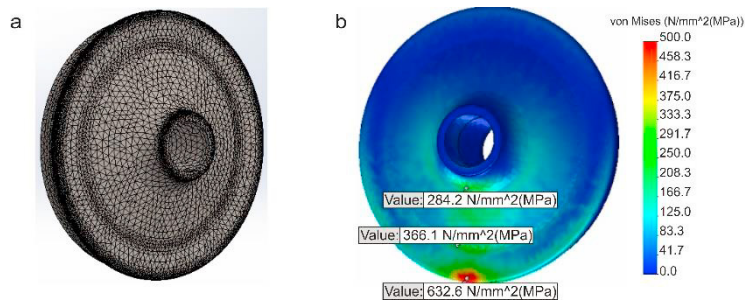 a
b
von Mises (N/mm^2(MPa))
500.0
458.3
416.7
375.0
333.3
291.7
250.0
208.3
166.7
125.0
83.3
41.7
0.0
Value: 284.2 N/mm^2(MPa)
Value: 366.1 N/mm^2(MPa)
Value: 632.6 N/mm^2(MPa)